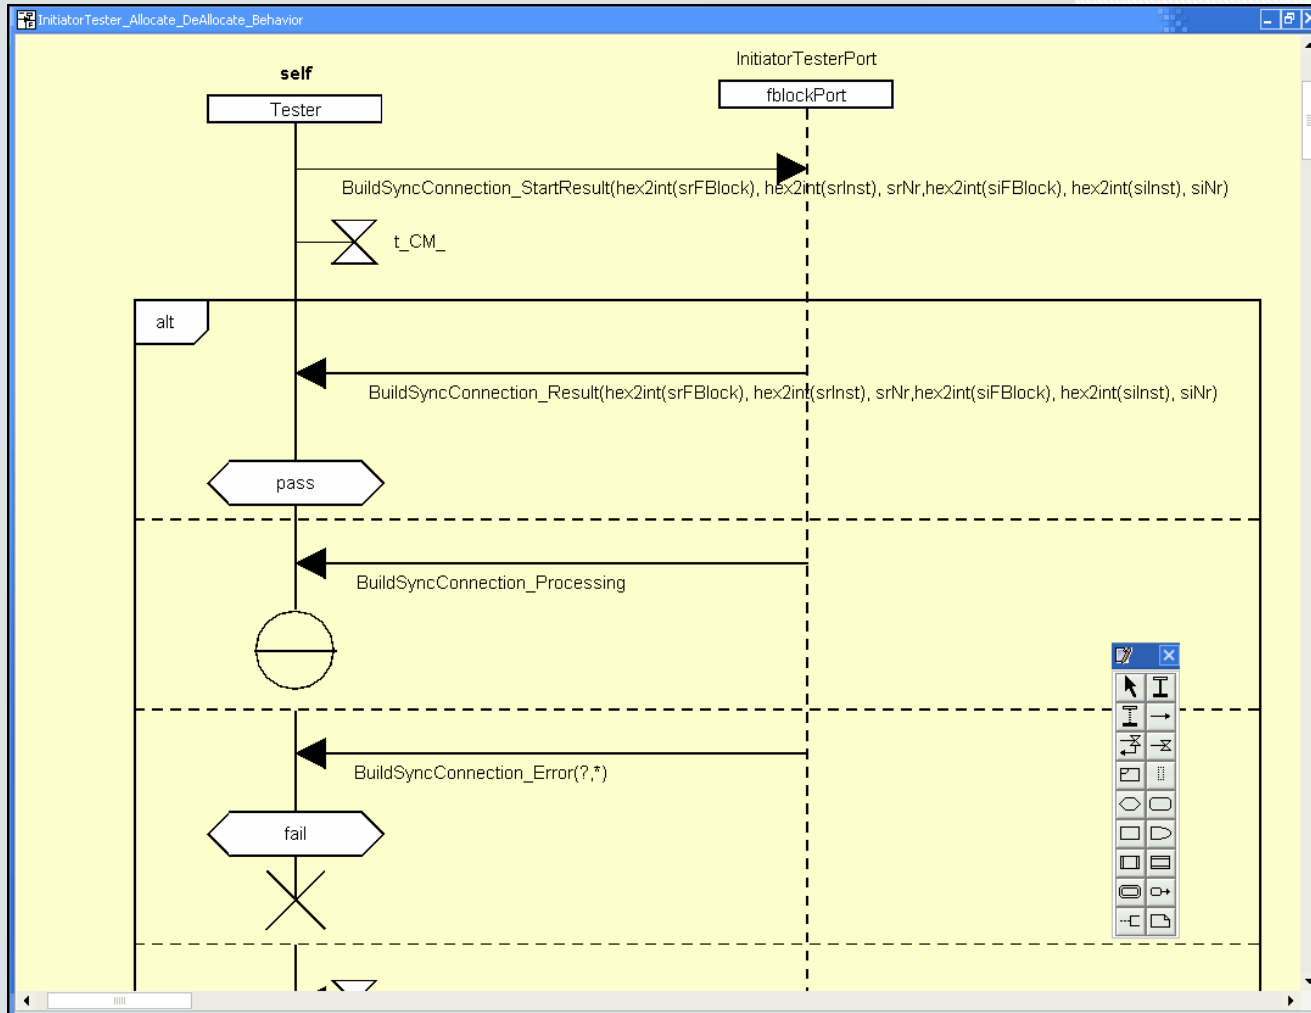 InitiatorTester_Allocate_DeAllocate_Behavior
self
InitiatorTesterPort
Tester
fblockPort
BuildSyncConnection_StartResult(hex2int(srFBlock), hex2int(srInst), srNr,hex2int(siFBlock), hex2int(siInst), siNr)
t_CM_
alt
BuildSyncConnection_Result(hex2int(srFBlock), hex2int(srInst), srNr,hex2int(siFBlock), hex2int(siInst), siNr)
pass
BuildSyncConnection_Processing
BuildSyncConnection_Error(?,*)
fail